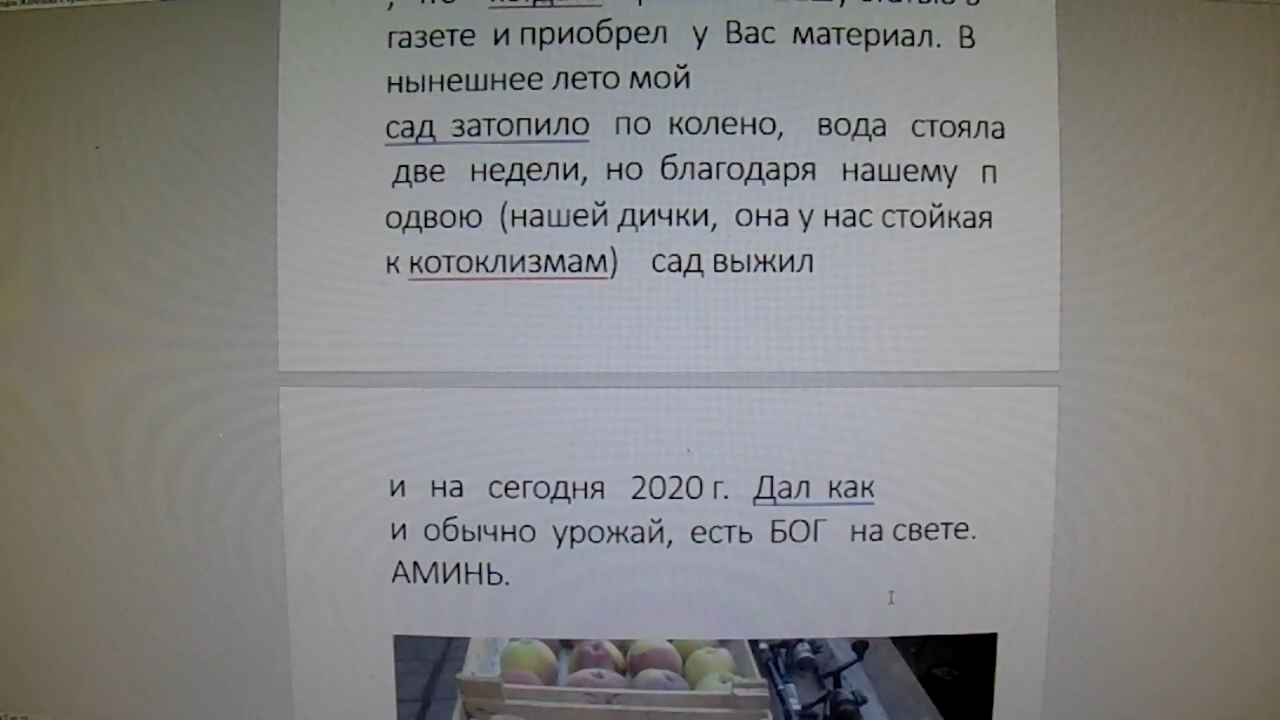 газете и приобрел у Вас материал. В
нынешнее лето мой
сад затопило по колено, вода стояла
две недели, но благодаря нашему п
одвою (нашей дички, она у нас стойкая
к котоклизмам) сад выжил
и на сегодня 2020 г. Дал как
и обычно урожай, есть БОГ на свете.
АМИНЬ.